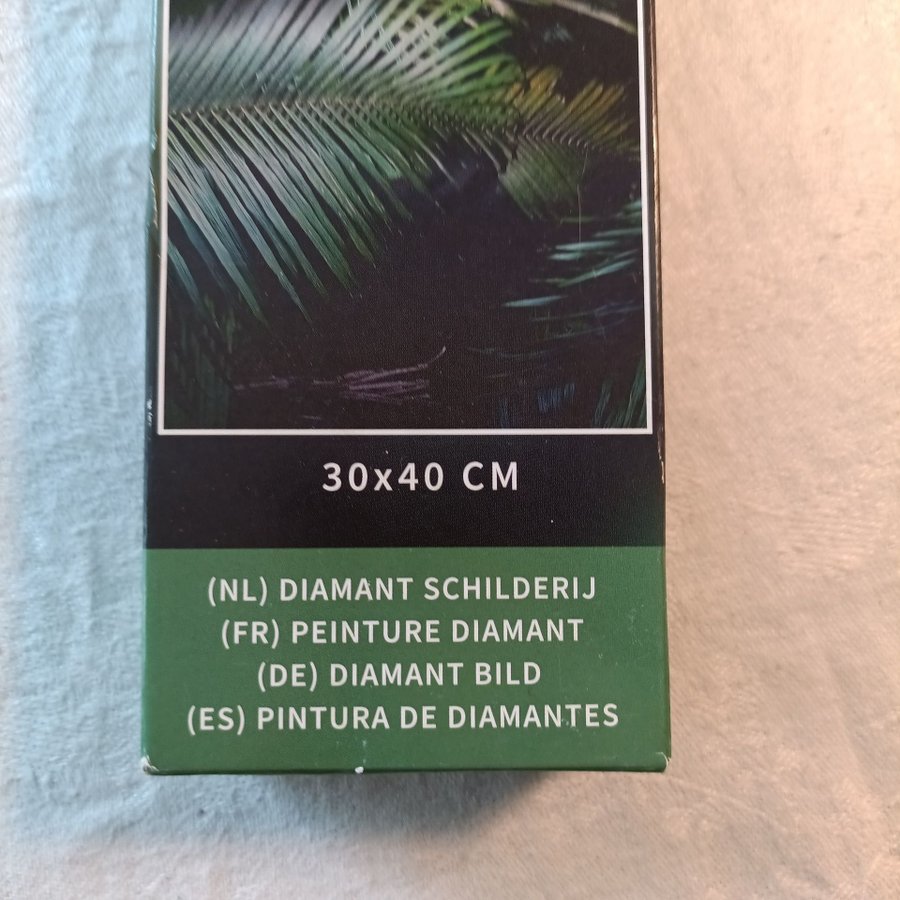 30x40 CM
(NL) DIAMANT SCHILDERIJ
(FR) PEINTURE DIAMANT
(DE) DIAMANT BILD
(ES) PINTURA DE DIAMANTES